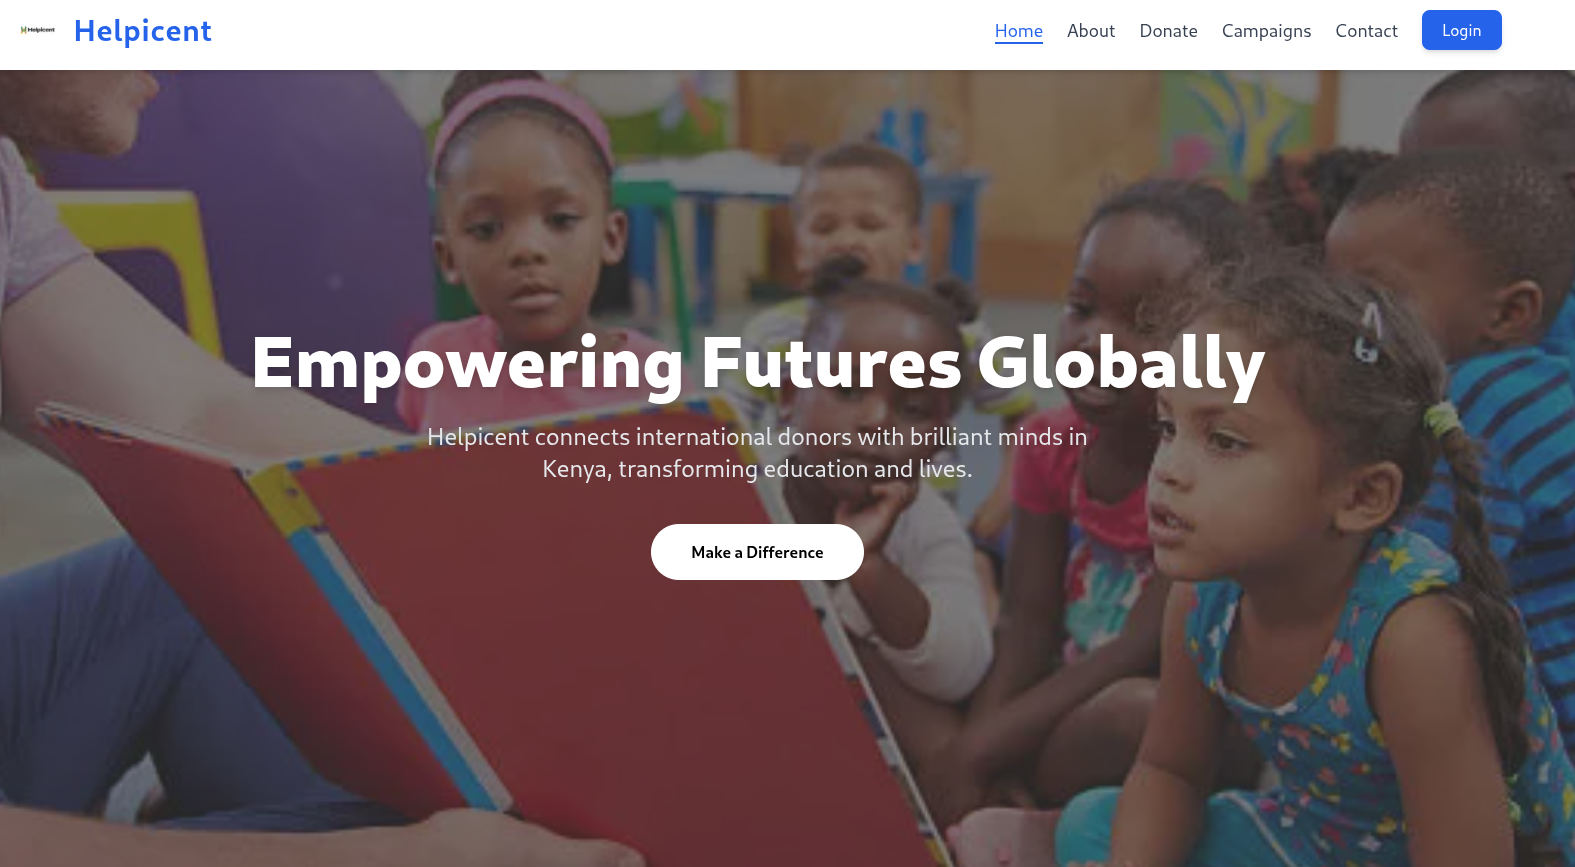 Helpicent Helpicent Home About Donate Campaigns Contact Login
Empowering Futures Globally
Helpicent connects international donors with brilliant minds in
Kenya, transforming education and lives.
Make a Difference